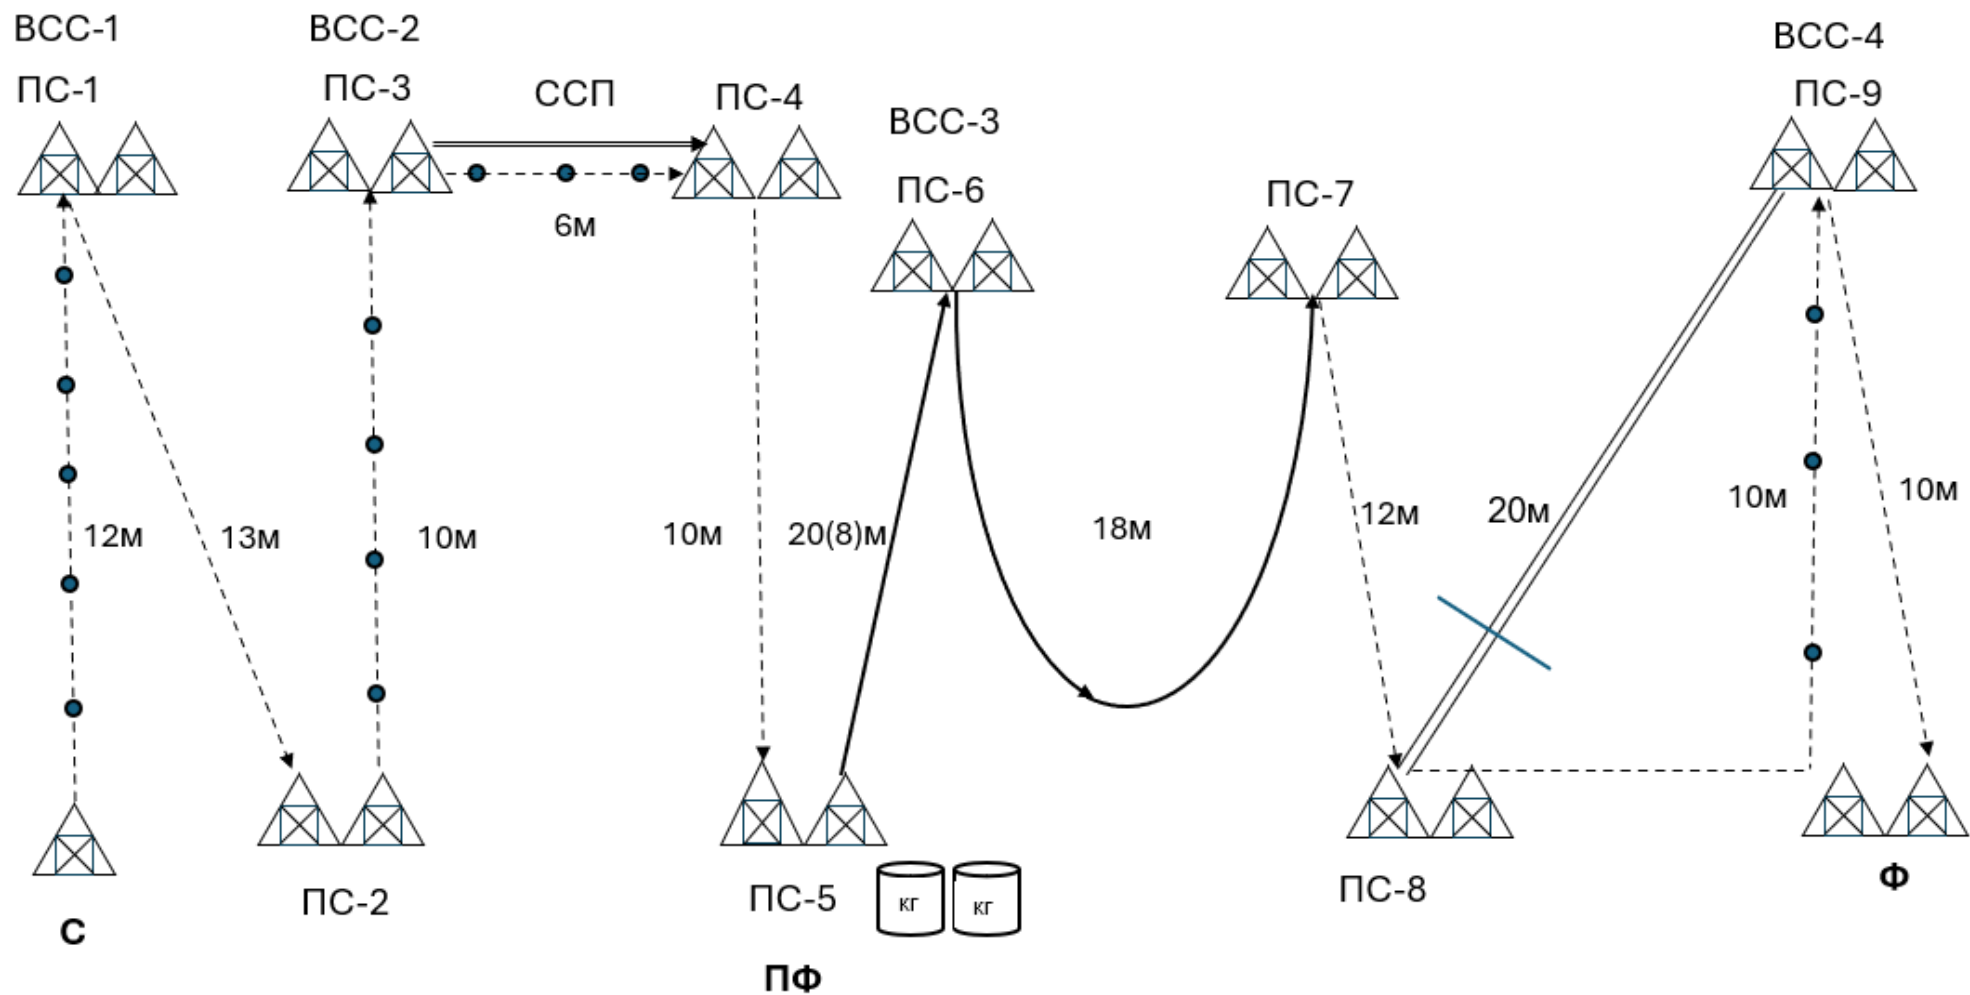 ВСС-1
ПС-1
ВСС-2
ПС-3
ССП
ПС-4
6м
ВСС-3
ПС-6
ПС-7
ВСС-4
ПС-9
12м
13м
10м
10м
20(8)м
18м
12м
20м
10м
10м
С
ПС-2
ПС-5
кг
кг
ПФ
ПС-8
Ф